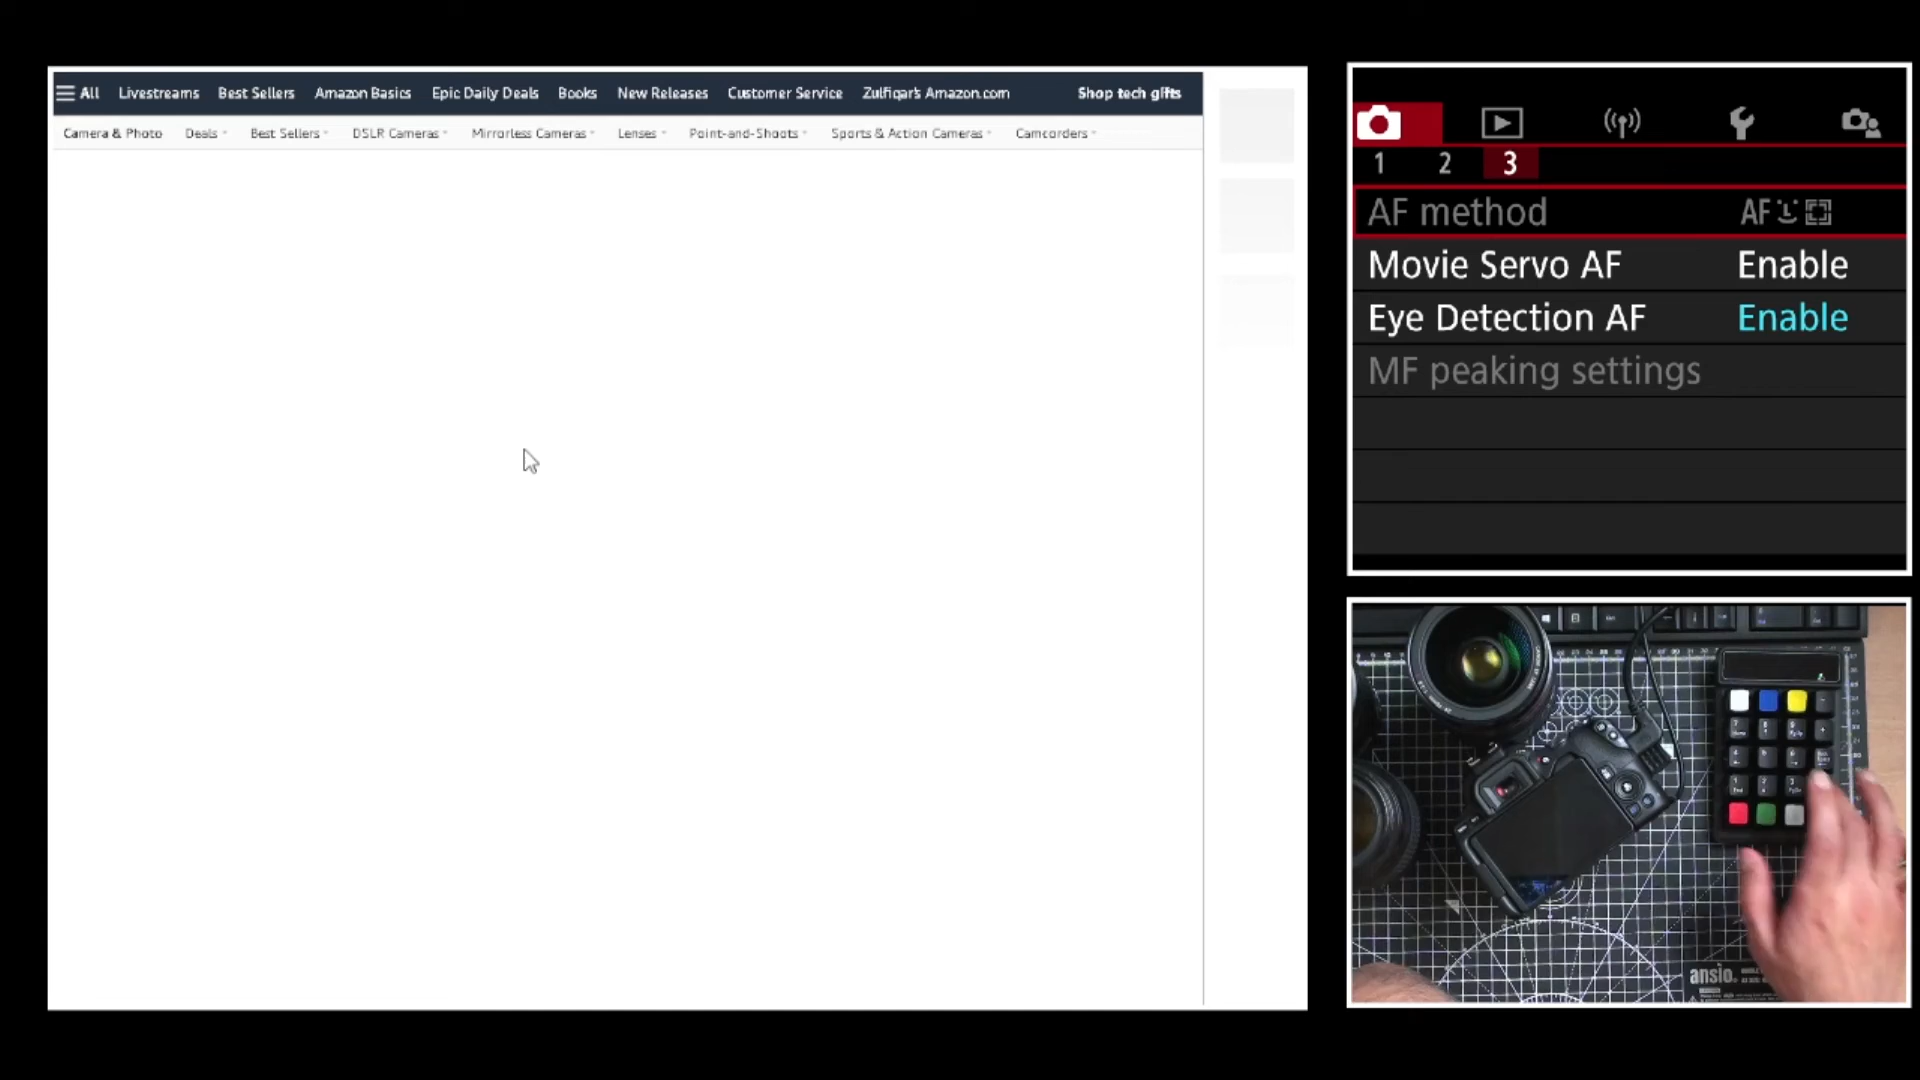 All Livestreams Best Sellers Amazon Basics Epic Daily Deals Books New Releases Customer Service Zulfiqar's Amazon.com Shop tech gifts
Camera & Photo Deals Best Sellers DSLR Cameras Mirrorless Cameras Lenses Point-and-Shoots Sports & Action Cameras Camcorders
1 2 3
AF method AF
Movie Servo AF Enable
Eye Detection AF Enable
MF peaking settings
ansio